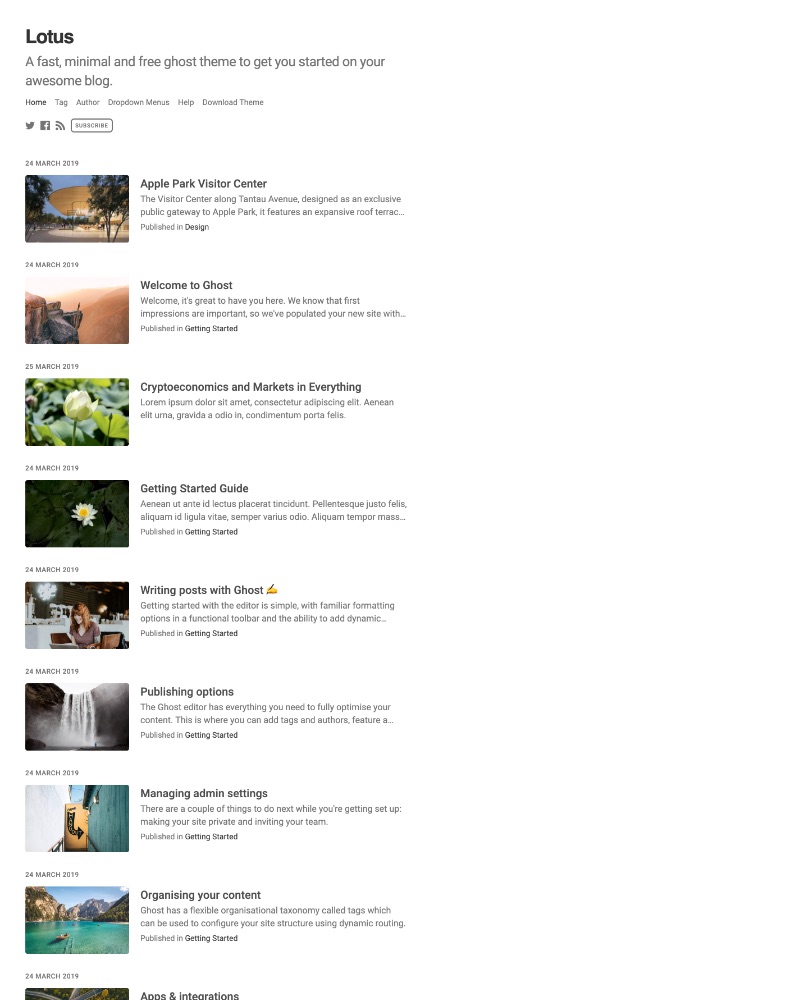 Lotus
A fast, minimal and free ghost theme to get you started on your
awesome blog.
Home Tag Author Dropdown Menus Help Download Theme
SUBSCRIBE
24 MARCH 2019
Apple Park Visitor Center
The Visitor Center along Tantau Avenue, designed as an exclusive
public gateway to Apple Park, it features an expansive roof terrac…
Published in Design
24 MARCH 2019
Welcome to Ghost
Welcome, it's great to have you here. We know that first
impressions are important, so we've populated your new site with…
Published in Getting Started
25 MARCH 2019
Cryptoeconomics and Markets in Everything
Lorem ipsum dolor sit amet, consectetur adipiscing elit. Aenean
elit urna, gravida a odio in, condimentum porta felis.
24 MARCH 2019
Getting Started Guide
Aenean ut ante id lectus placerat tincidunt. Pellentesque justo felis,
aliquam id ligula vitae, semper varius odio. Aliquam tempor mass…
Published in Getting Started
24 MARCH 2019
Writing posts with Ghost ✍️
Getting started with the editor is simple, with familiar formatting
options in a functional toolbar and the ability to add dynamic…
Published in Getting Started
24 MARCH 2019
Publishing options
The Ghost editor has everything you need to fully optimise your
content. This is where you can add tags and authors, feature a…
Published in Getting Started
24 MARCH 2019
Managing admin settings
There are a couple of things to do next while you're getting set up:
making your site private and inviting your team.
Published in Getting Started
24 MARCH 2019
Organising your content
Ghost has a flexible organisational taxonomy called tags which
can be used to configure your site structure using dynamic routing.
Published in Getting Started
24 MARCH 2019
Apps & integrations